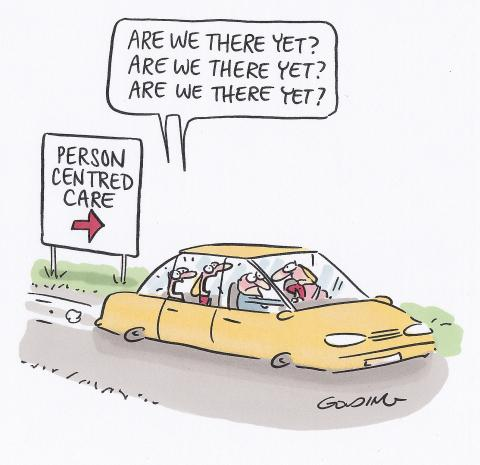 ARE WE THERE YET?
ARE WE THERE YET?
ARE WE THERE YET?
PERSON
CENTRED
CARE
GOLDING